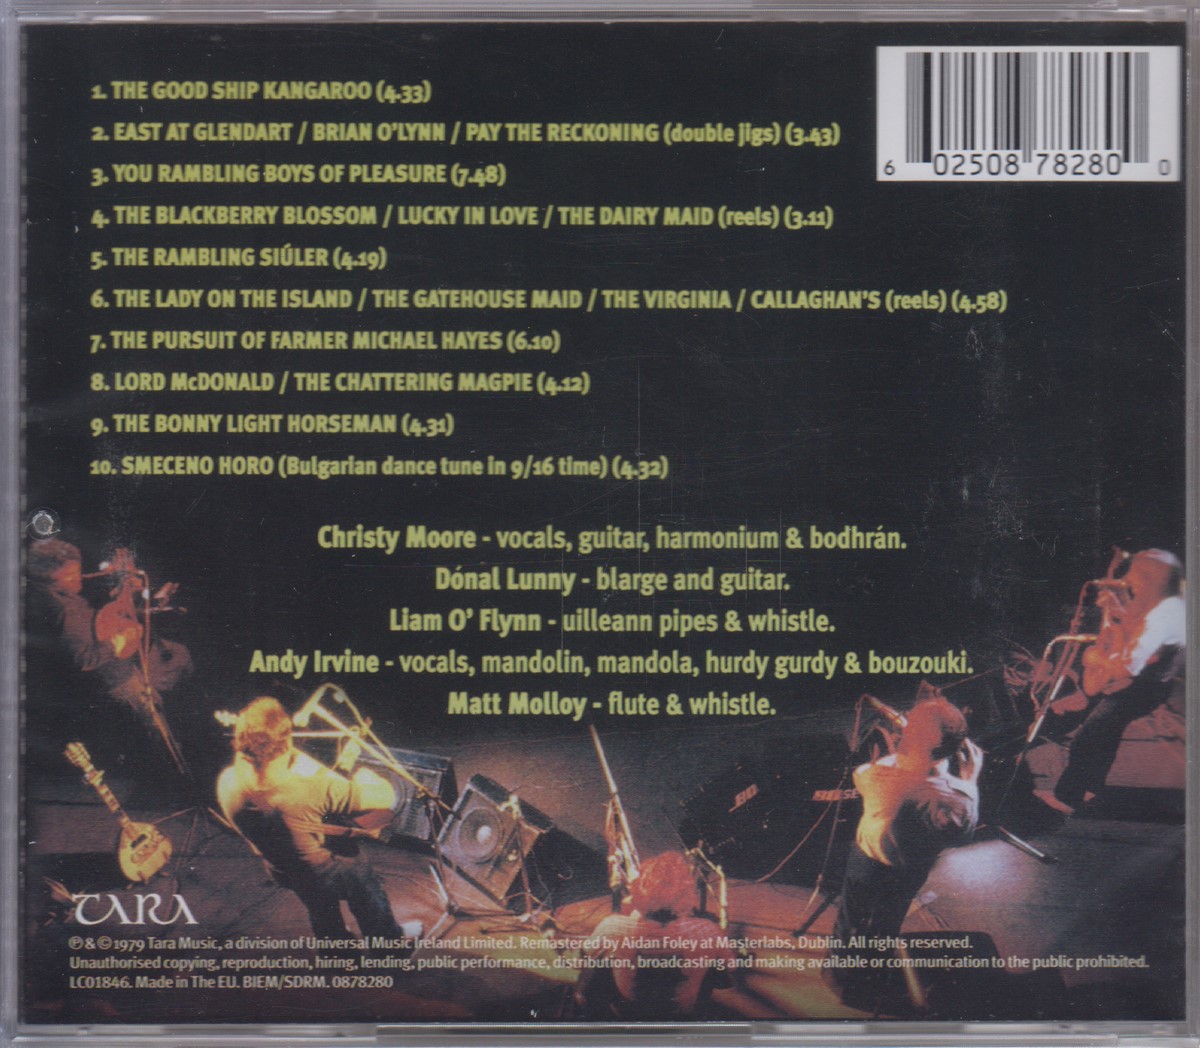 1. THE GOOD SHIP KANGAROO (4.33)
2. EAST AT GLENDART / BRIAN O'LYNN / PAY THE RECKONING (double jigs) (3.43)
3. YOU RAMBLING BOYS OF PLEASURE (7.48)
4. THE BLACKBERRY BLOSSOM / LUCKY IN LOVE / THE DAIRY MAID (reels) (3.11)
5. THE RAMBLING SIÚLER (4.19)
6. THE LADY ON THE ISLAND / THE GATEHOUSE MAID / THE VIRGINIA / CALLAGHAN'S (reels) (4.58)
7. THE PURSUIT OF FARMER MICHAEL HAYES (6.10)
8. LORD McDONALD / THE CHATTERING MAGPIE (4.12)
9. THE BONNY LIGHT HORSEMAN (4.31)
10. SMECENO HORO (Bulgarian dance tune in 9/16 time) (4.32)
6 02508 78280 0
Christy Moore - vocals, guitar, harmonium & bodhrán.
Dónal Lunny - blarge and guitar.
Liam O' Flynn - uilleann pipes & whistle.
Andy Irvine - vocals, mandolin, mandola, hurdy gurdy & bouzouki.
Matt Molloy - flute & whistle.
TARA
℗ & © 1979 Tara Music, a division of Universal Music Ireland Limited. Remastered by Aidan Foley at Masterlabs, Dublin. All rights reserved.
Unauthorised copying, reproduction, hiring, lending, public performance, distribution, broadcasting and making available or communication to the public prohibited.
LC01846. Made in The EU. BIEM/SDRM. 0878280